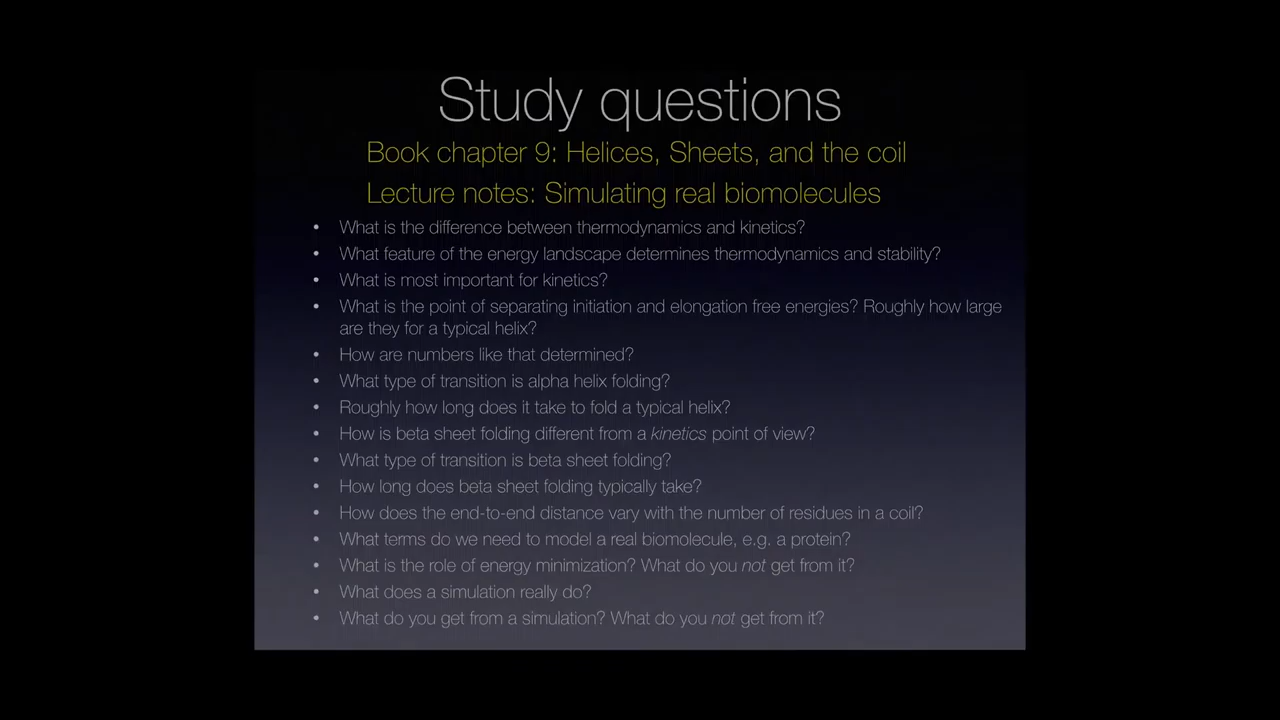 Study questions
Book chapter 9: Helices, Sheets, and the coil
Lecture notes: Simulating real biomolecules
• What is the difference between thermodynamics and kinetics?
• What feature of the energy landscape determines thermodynamics and stability?
• What is most important for kinetics?
• What is the point of separating initiation and elongation free energies? Roughly how large
are they for a typical helix?
• How are numbers like that determined?
• What type of transition is alpha helix folding?
• Roughly how long does it take to fold a typical helix?
• How is beta sheet folding different from a kinetics point of view?
• What type of transition is beta sheet folding?
• How long does beta sheet folding typically take?
• How does the end-to-end distance vary with the number of residues in a coil?
• What terms do we need to model a real biomolecule, e.g. a protein?
• What is the role of energy minimization? What do you not get from it?
• What does a simulation really do?
• What do you get from a simulation? What do you not get from it?